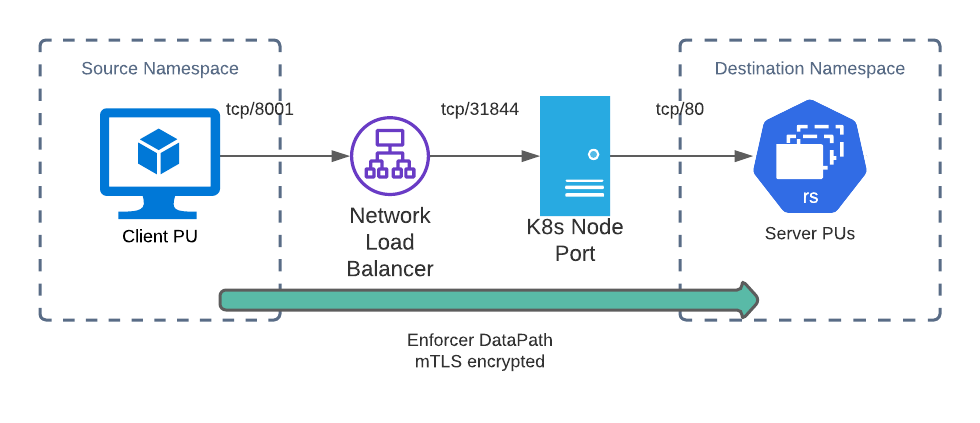 Source Namespace
Destination Namespace
tcp/8001
tcp/31844
tcp/80
rs
Client PU
Network
Load
Balancer
K8s Node
Port
Server PUs
Enforcer DataPath
mTLS encrypted